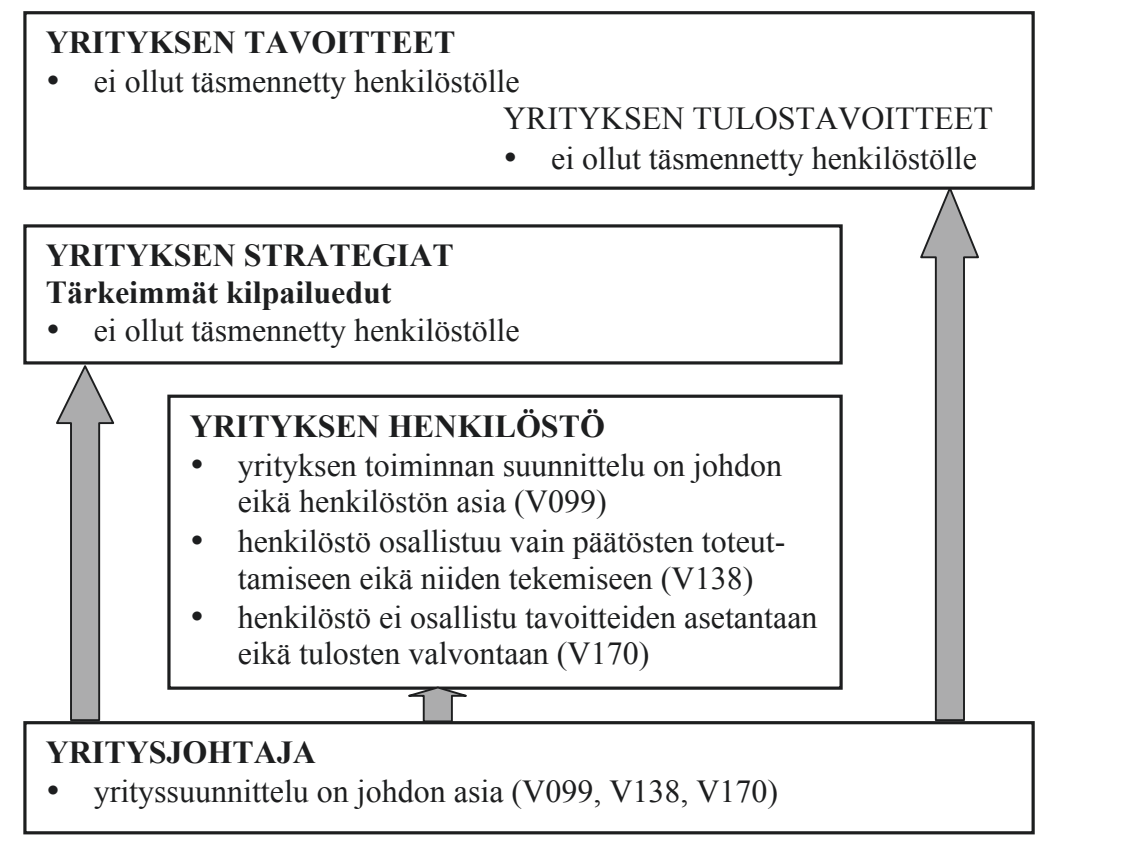 YRITYKSEN TAVOITTEET
• ei ollut täsmennetty henkilöstölle
YRITYKSEN TULOSTAVOITTEET
• ei ollut täsmennetty henkilöstölle
YRITYKSEN STRATEGIAT
Tärkeimmät kilpailuedut
• ei ollut täsmennetty henkilöstölle
YRITYKSEN HENKILÖSTÖ
• yrityksen toiminnan suunnittelu on johdon
eikä henkilöstön asia (V099)
• henkilöstö osallistuu vain päätösten toteut-
tamiseen eikä niiden tekemiseen (V138)
• henkilöstö ei osallistu tavoitteiden asetantaan
eikä tulosten valvontaan (V170)
YRITYSJOHTAJA
• yrityssuunnittelu on johdon asia (V099, V138, V170)